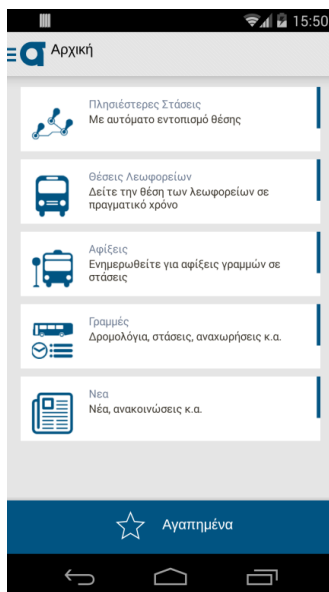 15:50
Αρχική
Πλησιέστερες Στάσεις
Με αυτόματο εντοπισμό θέσης
Θέσεις Λεωφορείων
Δείτε την θέση των λεωφορείων σε
πραγματικό χρόνο
Αφίξεις
Ενημερωθείτε για αφίξεις γραμμών σε
στάσεις
Γραμμές
Δρομολόγια, στάσεις, αναχωρήσεις κ.α.
Νεα
Νέα, ανακοινώσεις κ.α.
Αγαπημένα